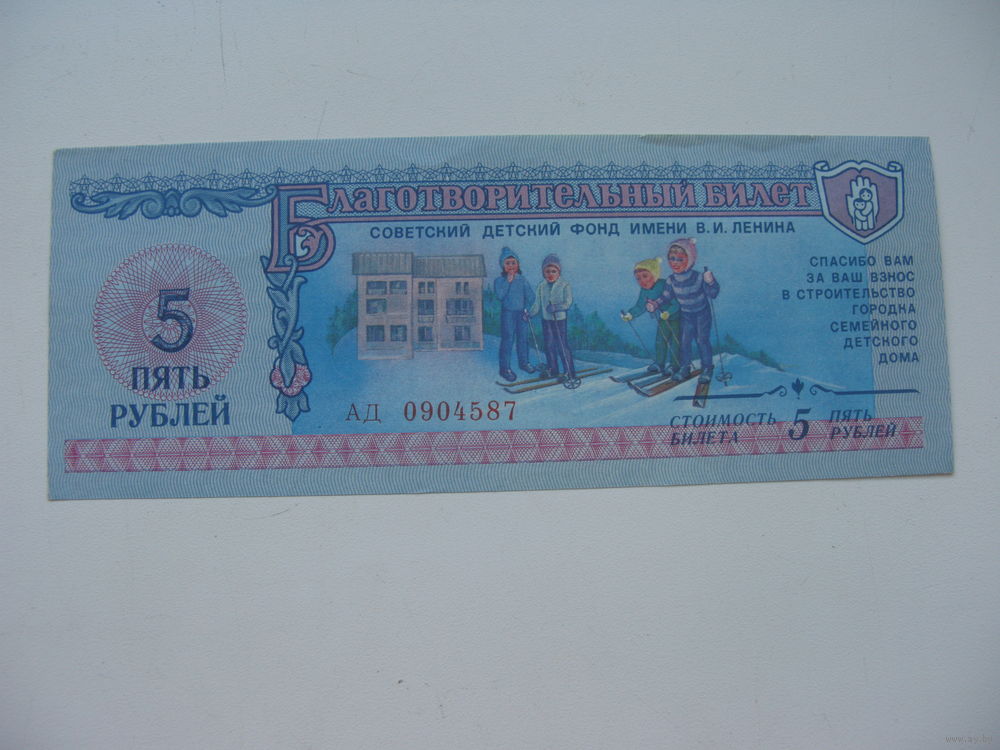 Благотворительный билет
СОВЕТСКИЙ ДЕТСКИЙ ФОНД ИМЕНИ В.И. ЛЕНИНА
5
ПЯТЬ
РУБЛЕЙ
СПАСИБО ВАМ
ЗА ВАШ ВЗНОС
В СТРОИТЕЛЬСТВО
ГОРОДКА
СЕМЕЙНОГО
ДЕТСКОГО
ДОМА
АД 0904587
СТОИМОСТЬ БИЛЕТА 5 ПЯТЬ РУБЛЕЙ